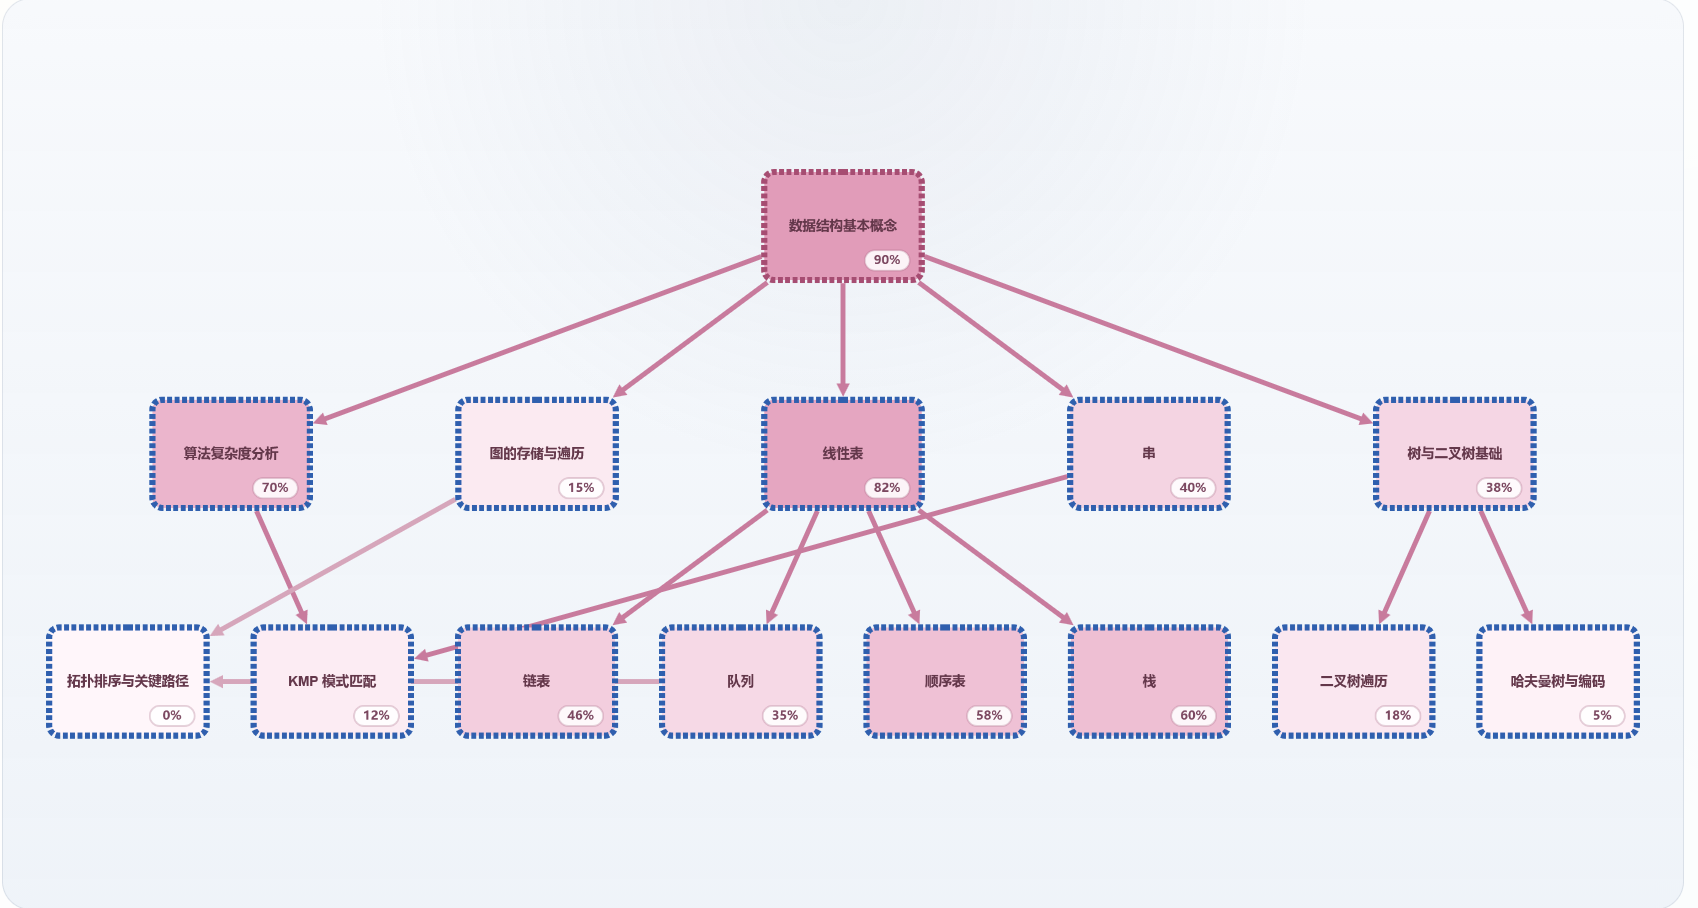 数据结构基本概念
90%
算法复杂度分析
70%
图的存储与遍历
15%
线性表
82%
串
40%
树与二叉树基础
38%
拓扑排序与关键路径
0%
KMP 模式匹配
12%
链表
46%
队列
35%
顺序表
58%
栈
60%
二叉树遍历
18%
哈夫曼树与编码
5%